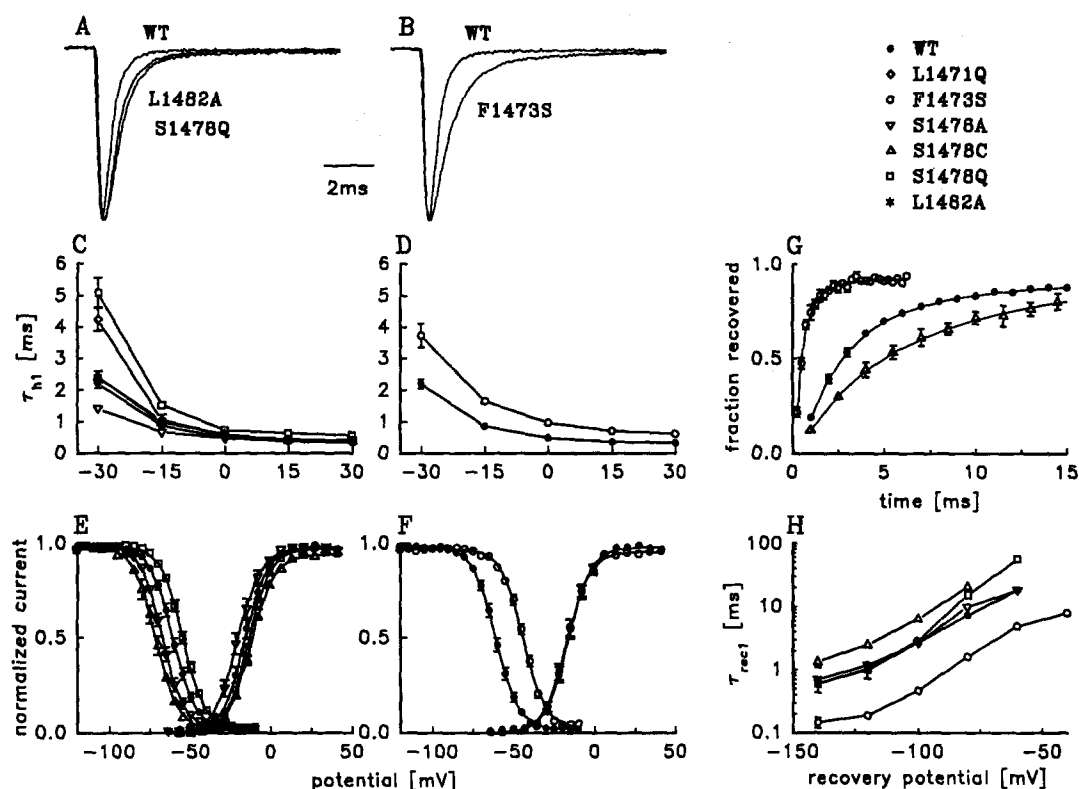 A
WT
L1482A
S1478Q
2ms
B
WT
F1473S
WT
L1471Q
F1473S
S1478A
S1478C
S1478Q
L1482A
C
τh1 [ms]
6
5
4
3
2
1
0
−30
−15
0
15
30
D
6
5
4
3
2
1
0
−30
−15
0
15
30
G
fraction recovered
1.0
0.5
0.0
0
5
10
15
time [ms]
E
normalized current
1.0
0.5
0.0
−100
−50
0
50
F
1.0
0.5
0.0
−100
−50
0
50
potential [mV]
H
τrec1 [ms]
100
10
1
0.1
−150
−100
−50
recovery potential [mV]